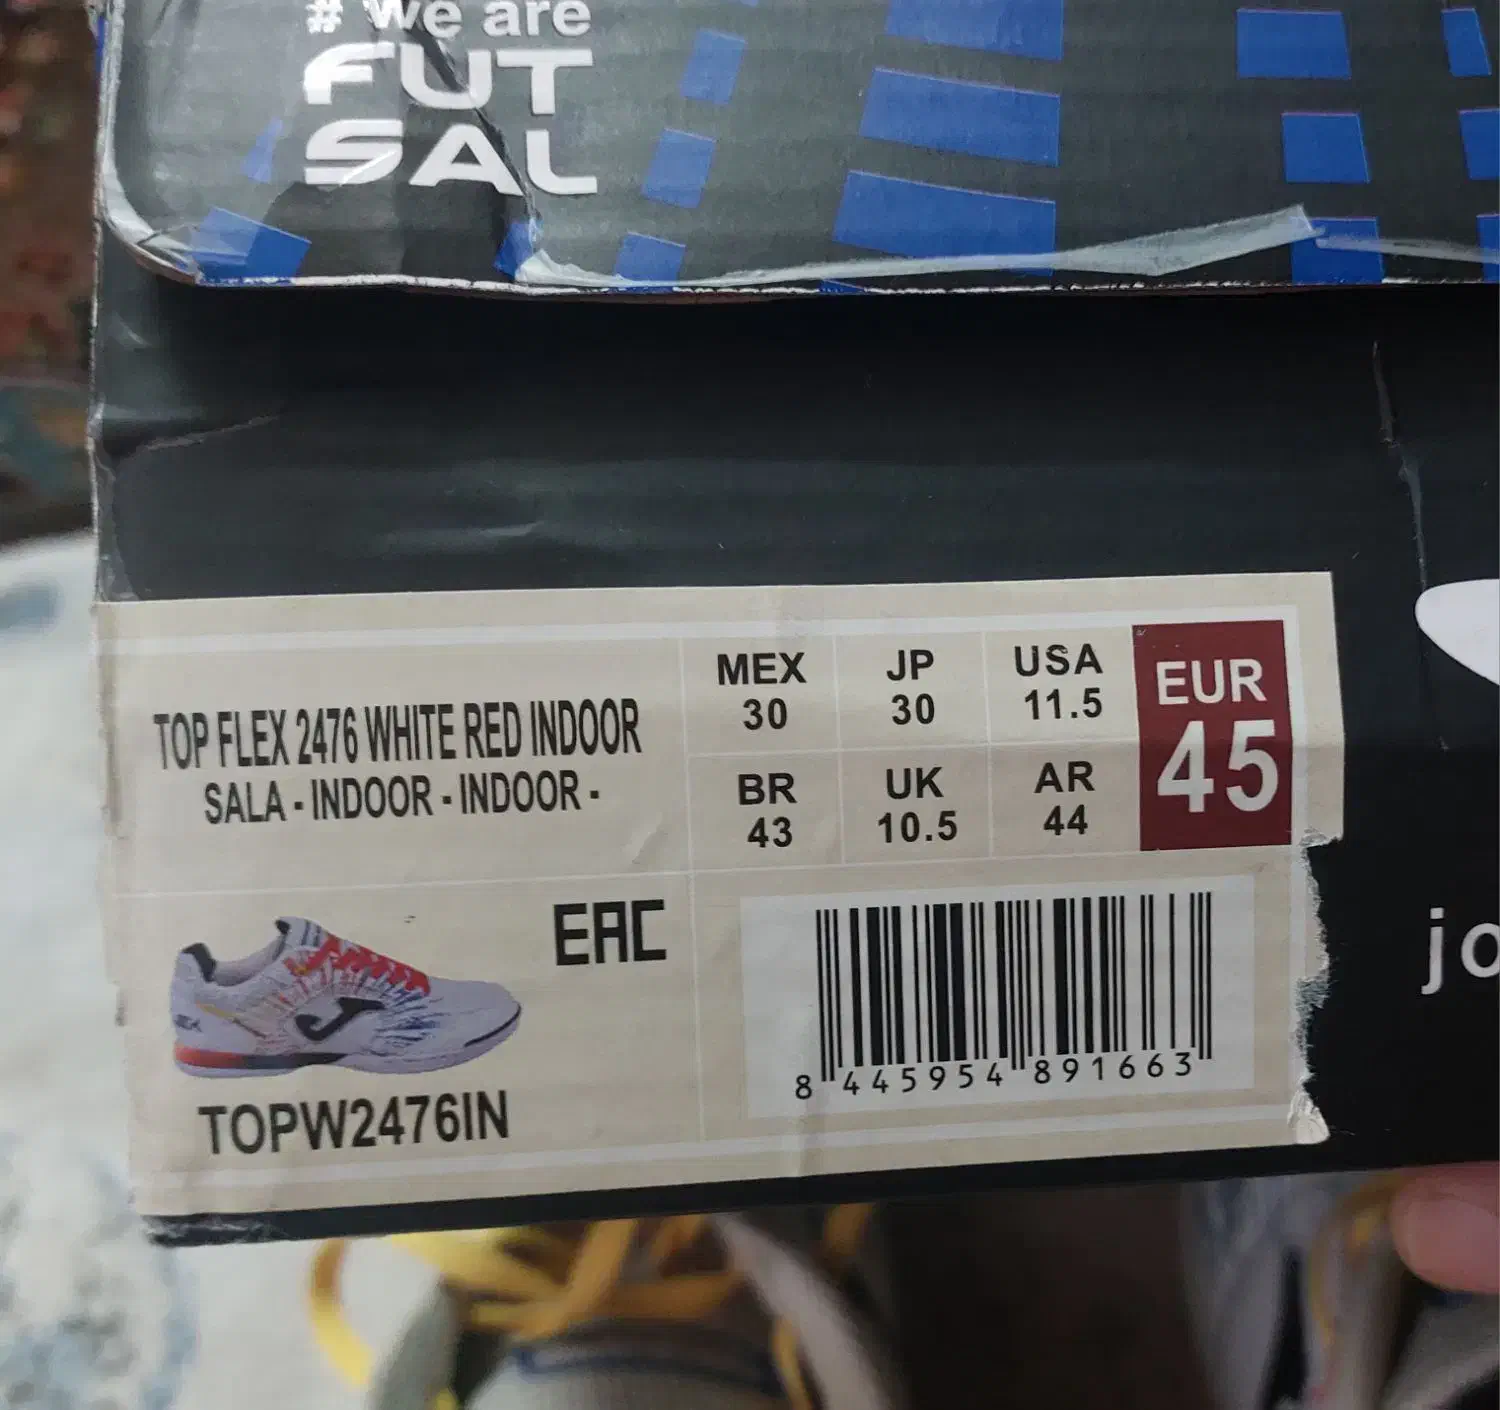 # we are
FUT
SAL
TOP FLEX 2476 WHITE RED INDOOR
SALA - INDOOR - INDOOR -
MEX
30
JP
30
USA
11.5
BR
43
UK
10.5
AR
44
EUR
45
EAC
TOPW2476IN
8 445954 891663
jo